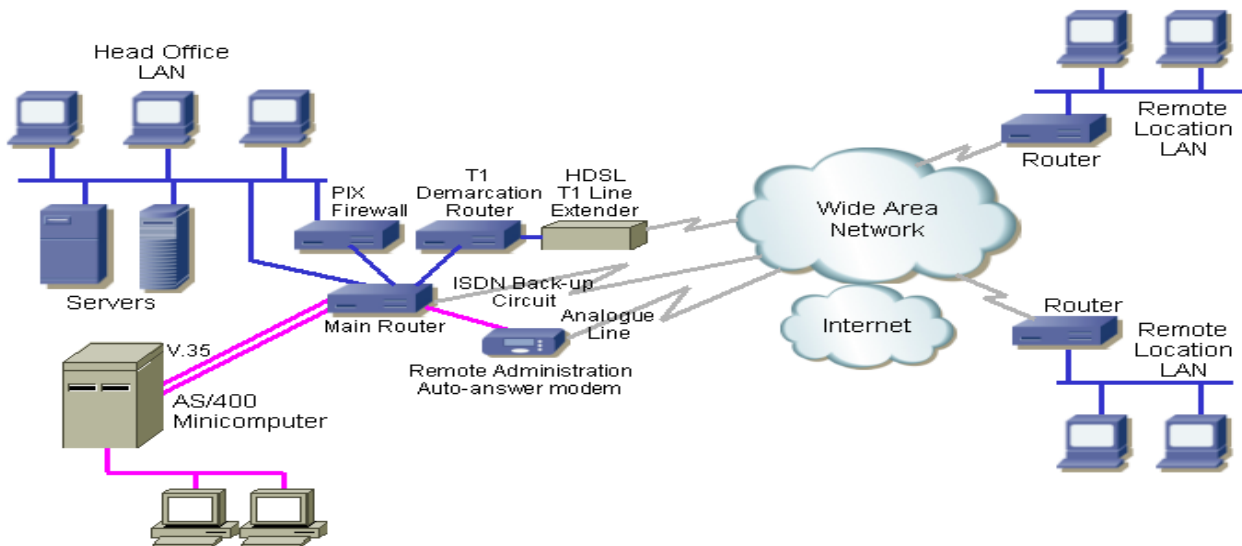 Head Office
LAN
Servers
PIX
Firewall
T1
Demarcation
Router
HDSL
T1 Line
Extender
Main Router
ISDN Back-up
Circuit
Analogue
Line
Remote Administration
Auto-answer modem
V.35
AS/400
Minicomputer
Wide Area
Network
Internet
Router
Remote
Location
LAN
Router
Remote
Location
LAN